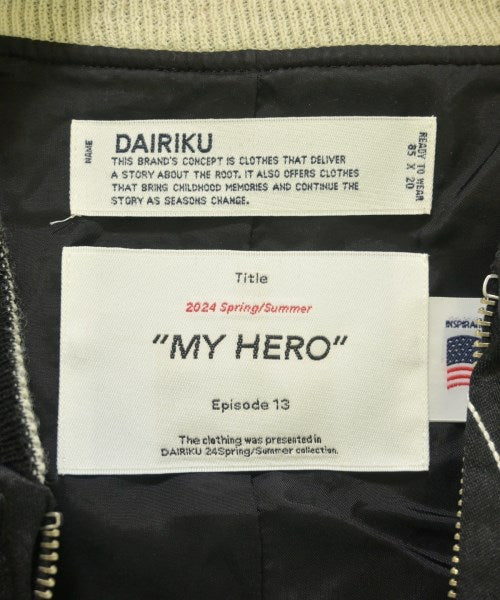 NAME
DAIRIKU
THIS BRAND'S CONCEPT IS CLOTHES THAT DELIVER
A STORY ABOUT THE ROOT. IT ALSO OFFERS CLOTHES
THAT BRING CHILDHOOD MEMORIES AND CONTINUE THE
STORY AS SEASONS CHANGE.
READY TO WEAR
85 X 20
Title
2024 Spring/Summer
"MY HERO"
Episode 13
The clothing was presented in
DAIRIKU 24Spring/Summer collection.